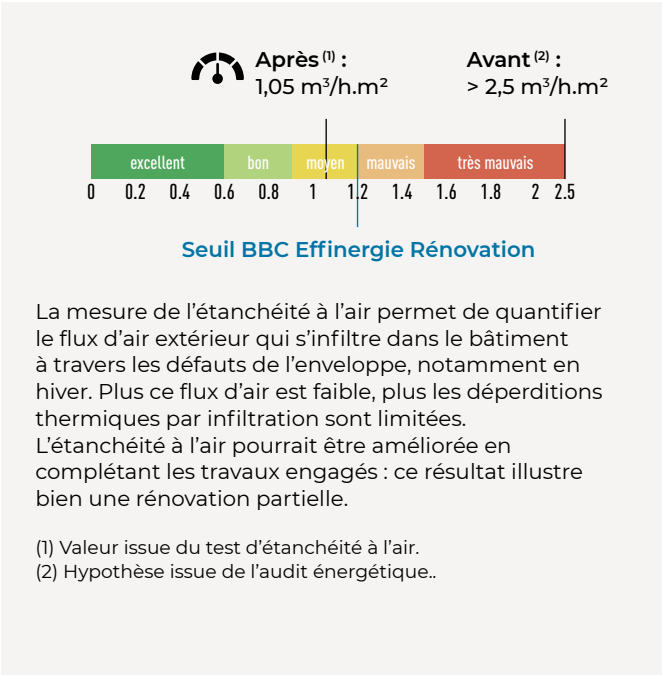 Après (1) :
1,05 m³/h.m²
Avant (2) :
> 2,5 m³/h.m²
excellent bon moyen mauvais très mauvais
0 0.2 0.4 0.6 0.8 1 1.2 1.4 1.6 1.8 2 2.5
Seuil BBC Effinergie Rénovation
La mesure de l’étanchéité à l’air permet de quantifier
le flux d’air extérieur qui s’infiltre dans le bâtiment
à travers les défauts de l’enveloppe, notamment en
hiver. Plus ce flux d’air est faible, plus les déperditions
thermiques par infiltration sont limitées.
L’étanchéité à l’air pourrait être améliorée en
complétant les travaux engagés : ce résultat illustre
bien une rénovation partielle.
(1) Valeur issue du test d’étanchéité à l’air.
(2) Hypothèse issue de l’audit énergétique..